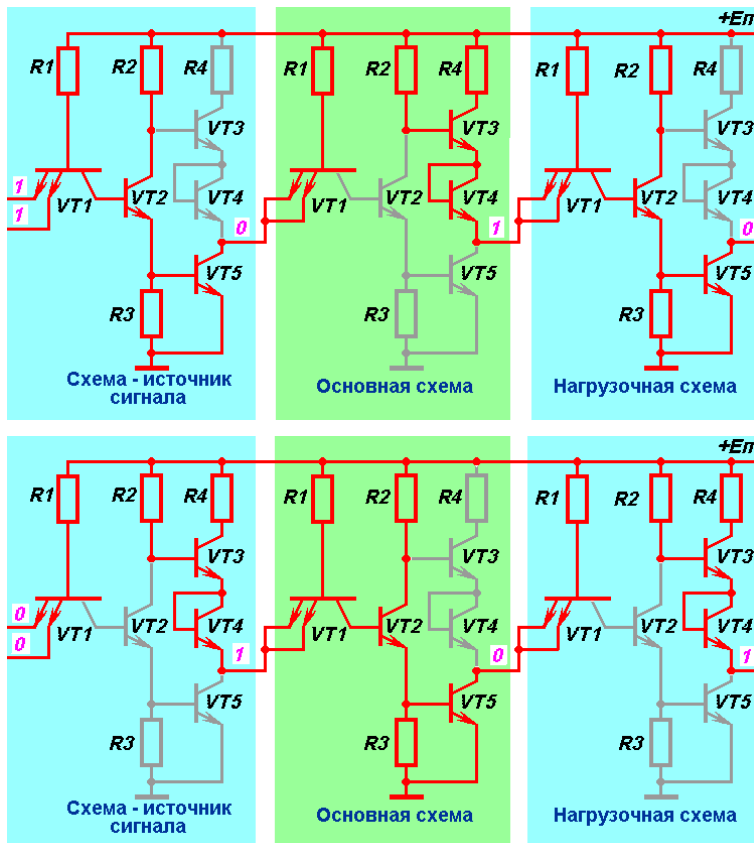 +Eп
R1 R2 R4 R1 R2 R4 R1 R2 R4
VT3 VT3 VT3
1
1 VT1 VT2 VT4 0 VT1 VT2 VT4 1 VT1 VT2 VT4 0
VT5 VT5 VT5
R3 R3 R3
Схема - источник
сигнала
Основная схема
Нагрузочная схема
+Eп
R1 R2 R4 R1 R2 R4 R1 R2 R4
VT3 VT3 VT3
0
0 VT1 VT2 VT4 1 VT1 VT2 VT4 0 VT1 VT2 VT4 1
VT5 VT5 VT5
R3 R3 R3
Схема - источник
сигнала
Основная схема
Нагрузочная схема